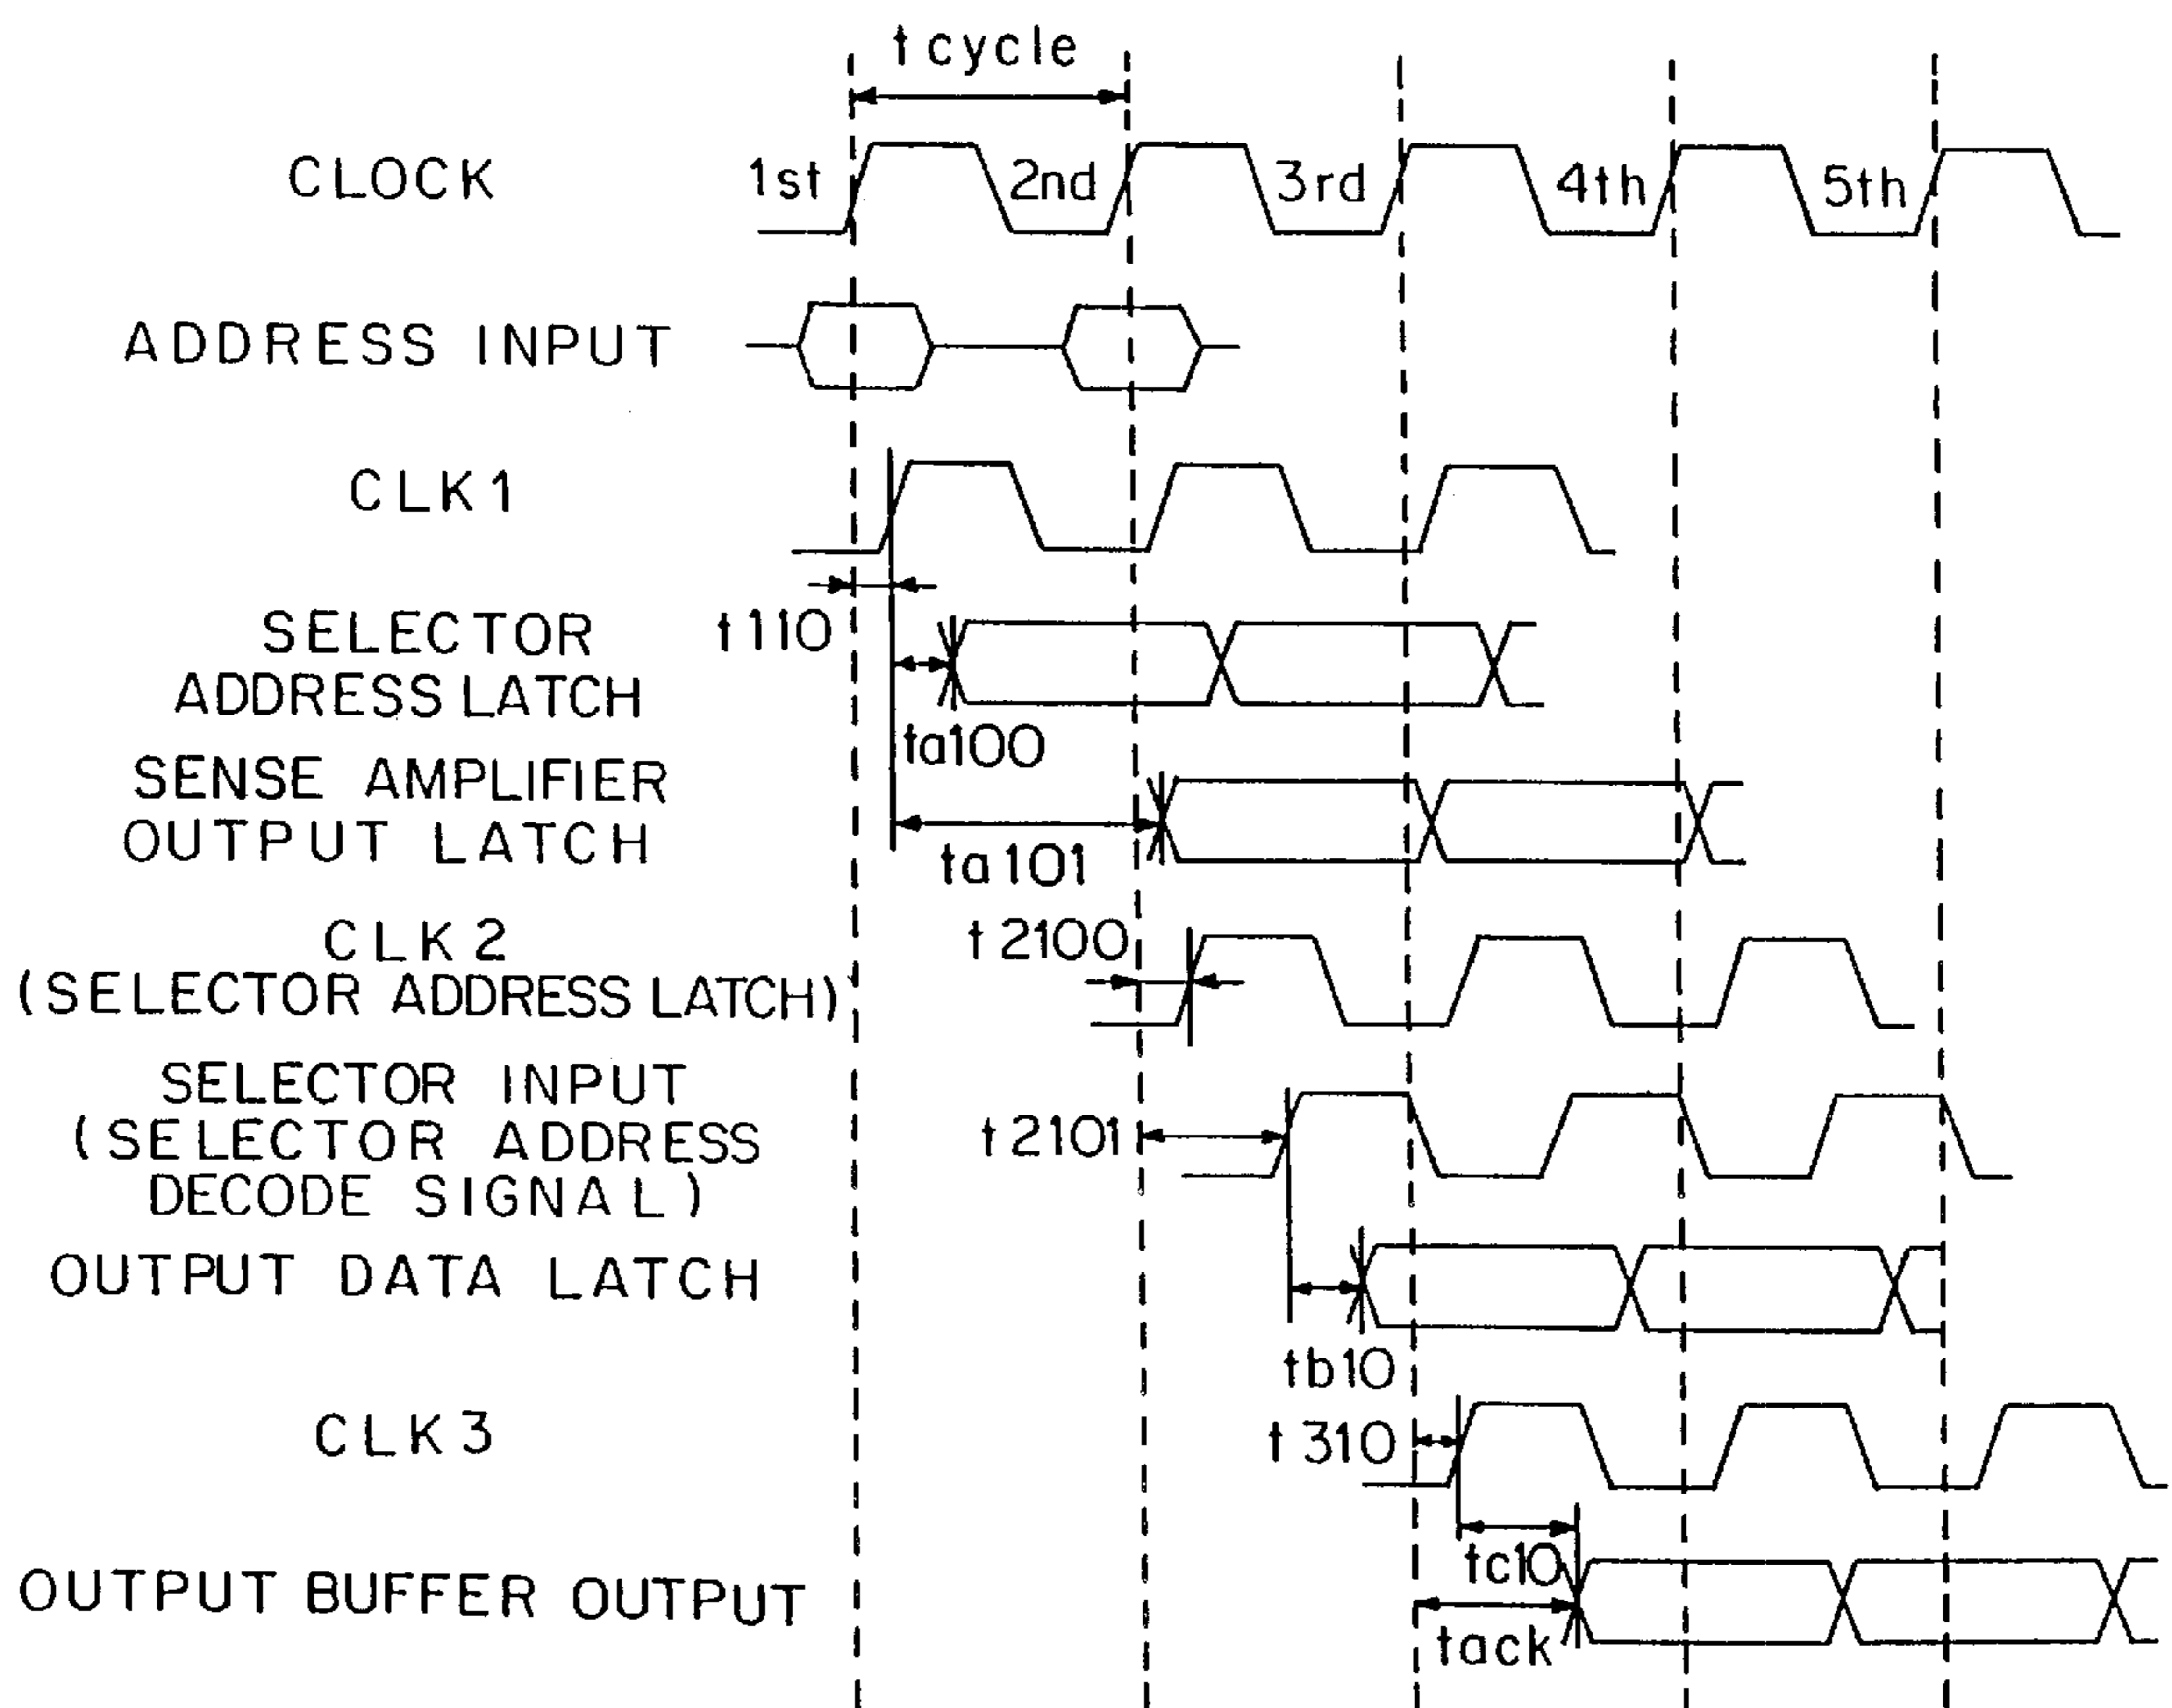 t cycle
CLOCK
1st 2nd 3rd 4th 5th
ADDRESS INPUT
CLK1
t110
SELECTOR
ADDRESS LATCH
ta100
SENSE AMPLIFIER
OUTPUT LATCH
ta101
CLK2
(SELECTOR ADDRESS LATCH)
t2100
SELECTOR INPUT
(SELECTOR ADDRESS
DECODE SIGNAL)
t2101
OUTPUT DATA LATCH
tb10
CLK3
t310
tc10
OUTPUT BUFFER OUTPUT
tack